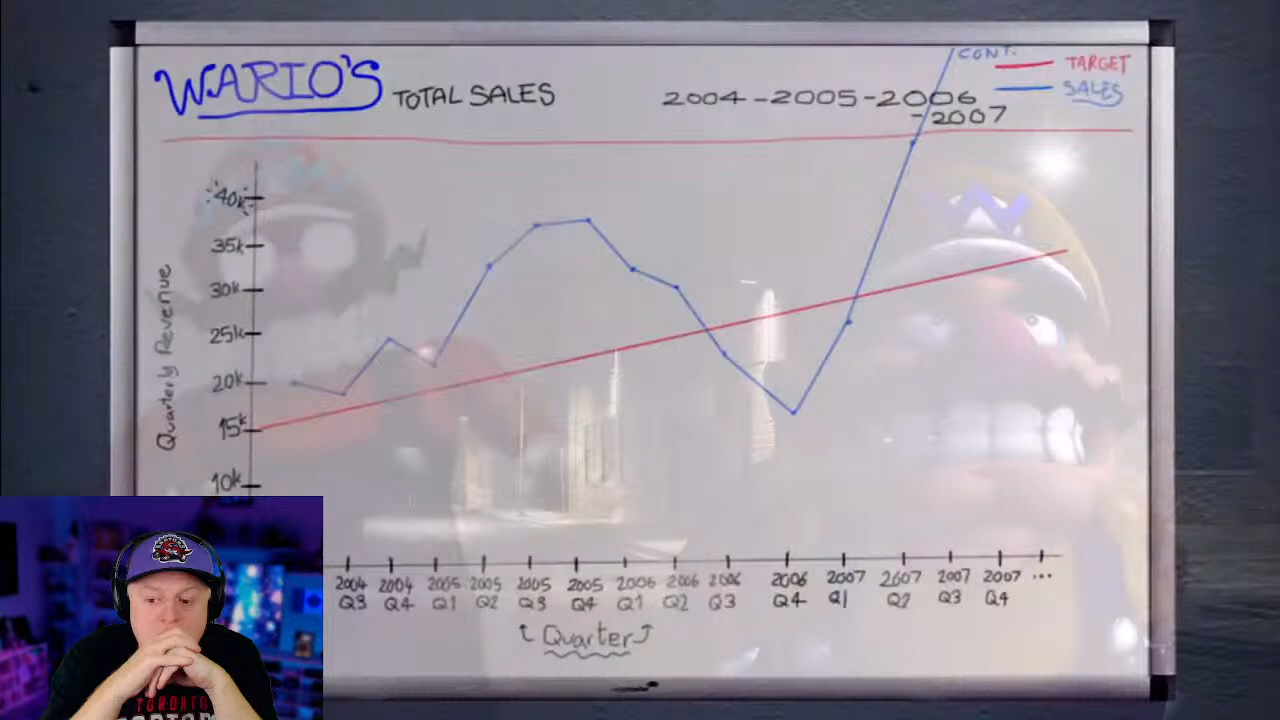 CONT.
WARIO'S TOTAL SALES 2004-2005-2006
-2007
TARGET
SALES
40k
35k
30k
25k
20k
15k
10k
Quarterly Revenue
2004 Q3
2004 Q4
2005 Q1
2005 Q2
2005 Q3
2005 Q4
2006 Q1
2006 Q2
2006 Q3
2006 Q4
2007 Q1
2007 Q2
2007 Q3
2007 Q4
...
Quarter
TORONTO